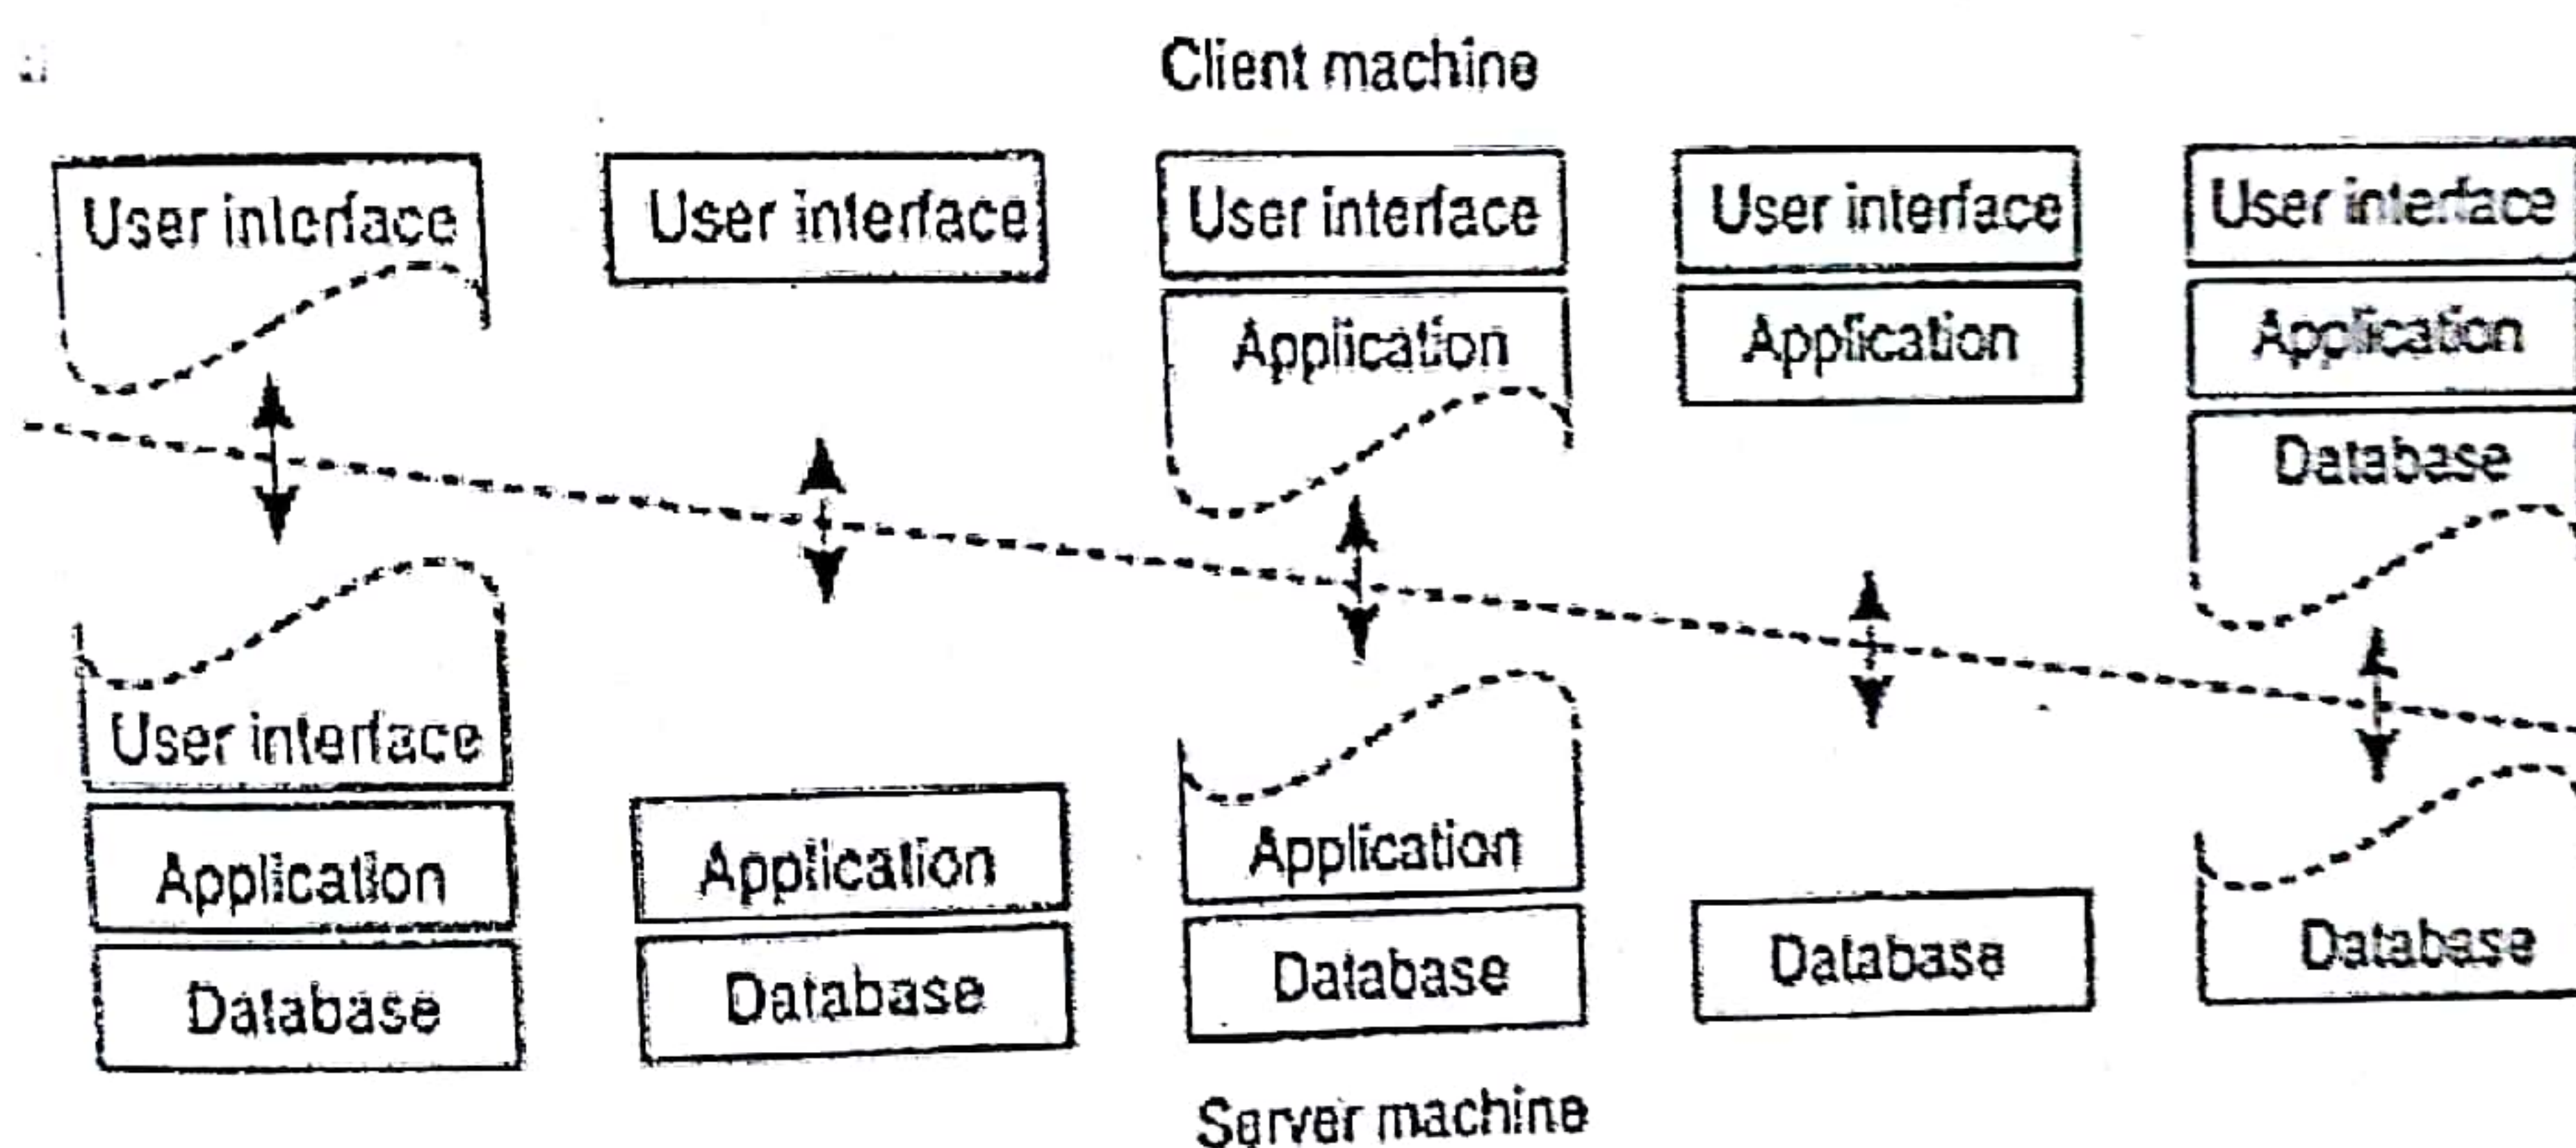 Client machine
User interface User interface User interface User interface User interface
Application Application Application
Database
User interface
Application Application Application
Database Database Database Database Database
Server machine